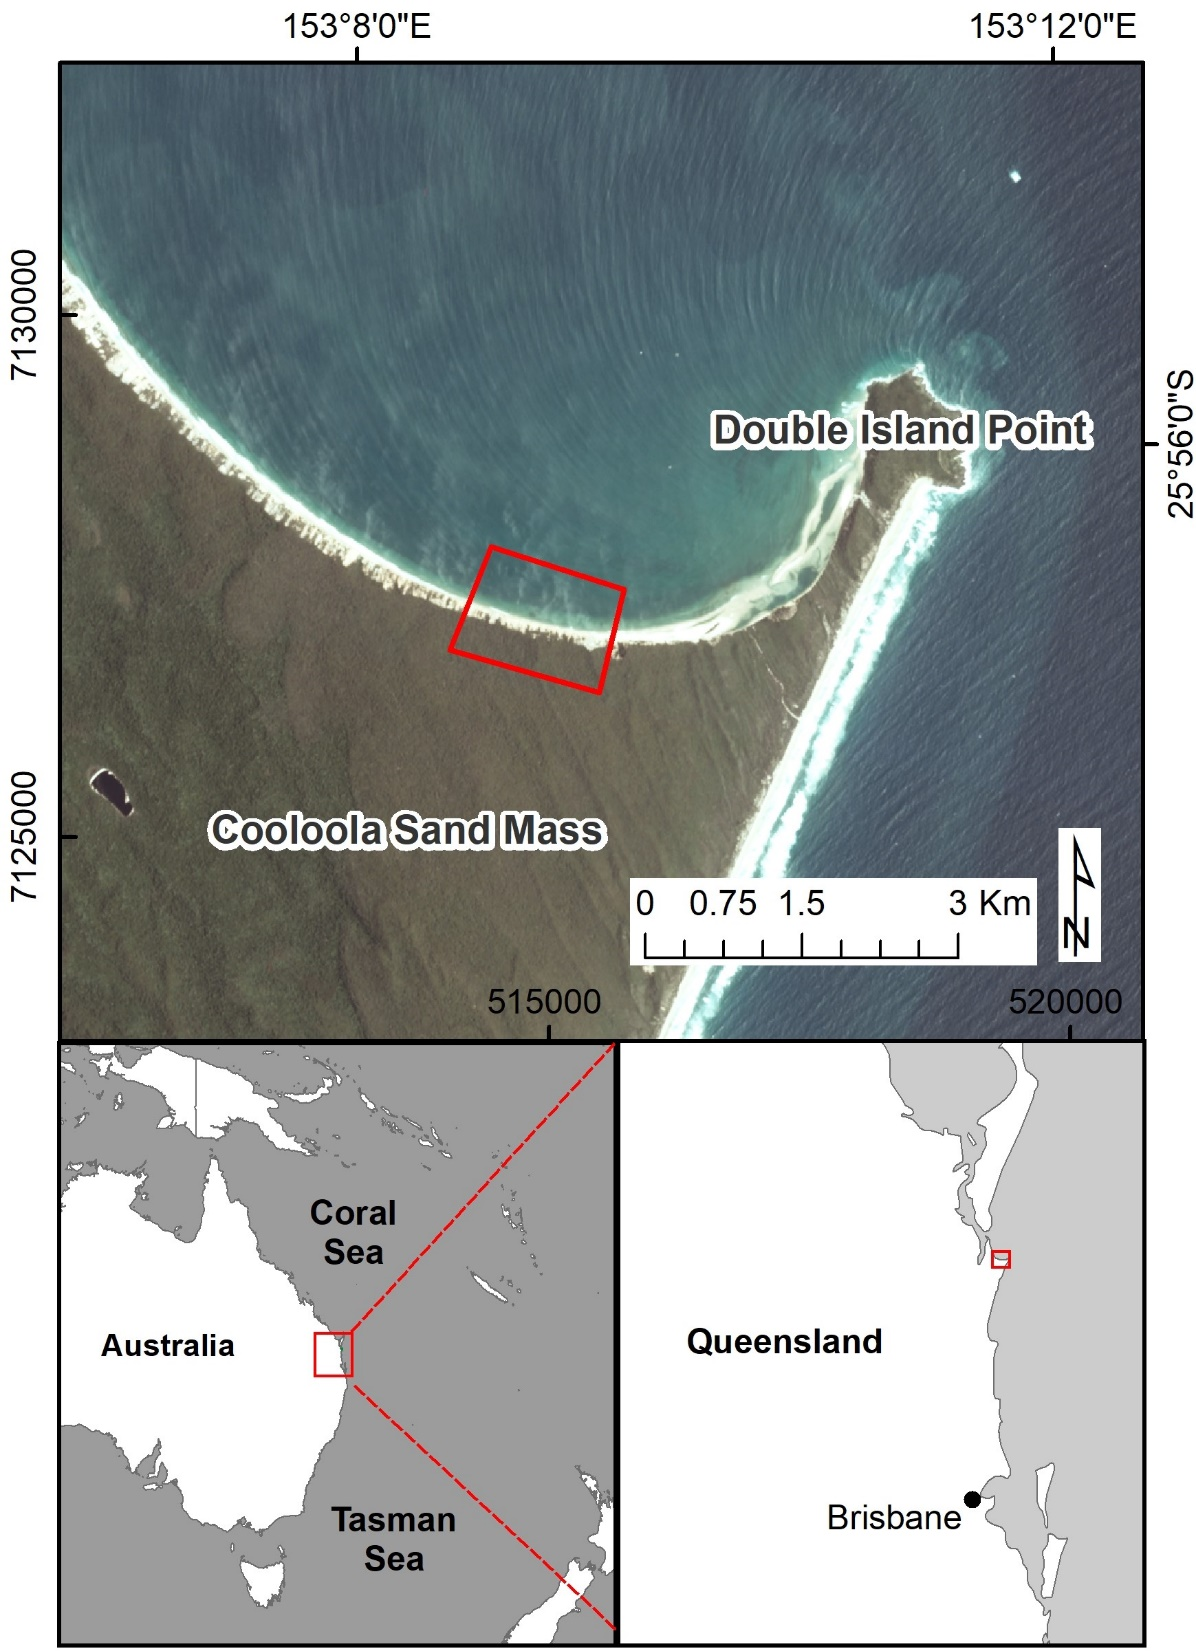 153°8'0"E
153°12'0"E
7130000
Double Island Point
25°56'0"S
Cooloola Sand Mass
7125000
0 0.75 1.5 3 Km
N
515000
520000
Coral
Sea
Australia
Tasman
Sea
Queensland
Brisbane